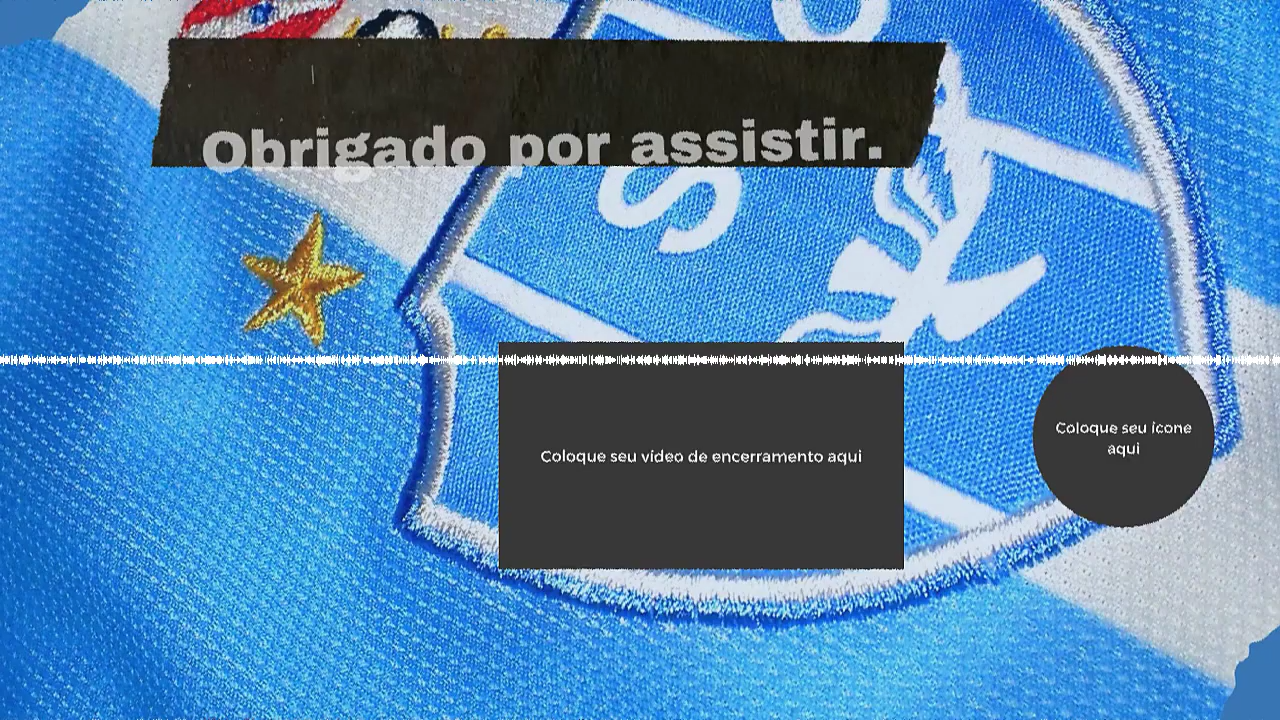 Obrigado por assistir.
S
Coloque seu vídeo de encerramento aqui
Coloque seu ícone
aqui